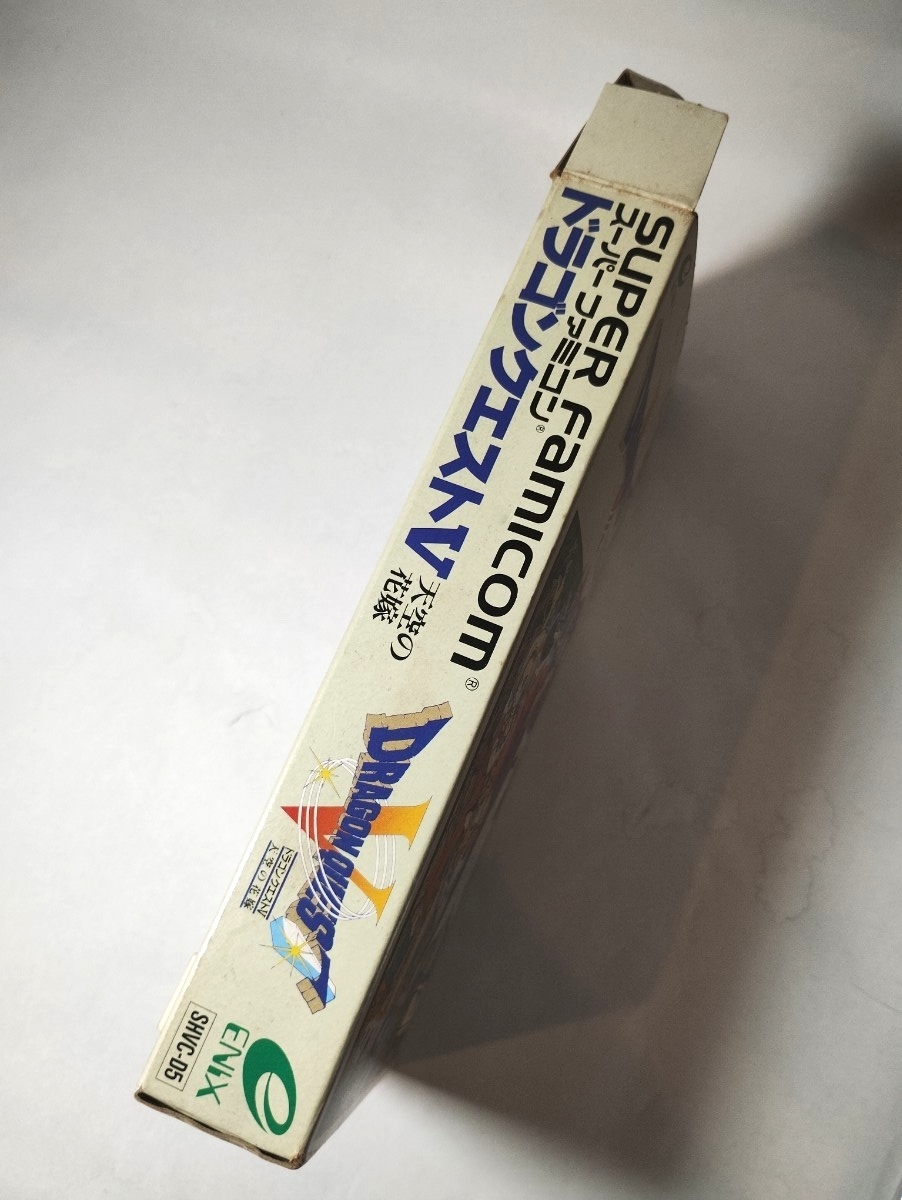 SUPER Famicom®
スーパーファミコン®
ドラゴンクエストV
天空の
花嫁
DRAGON QUEST
V
ドラゴンクエストV
天空の花嫁
ENIX
SHVC-D5